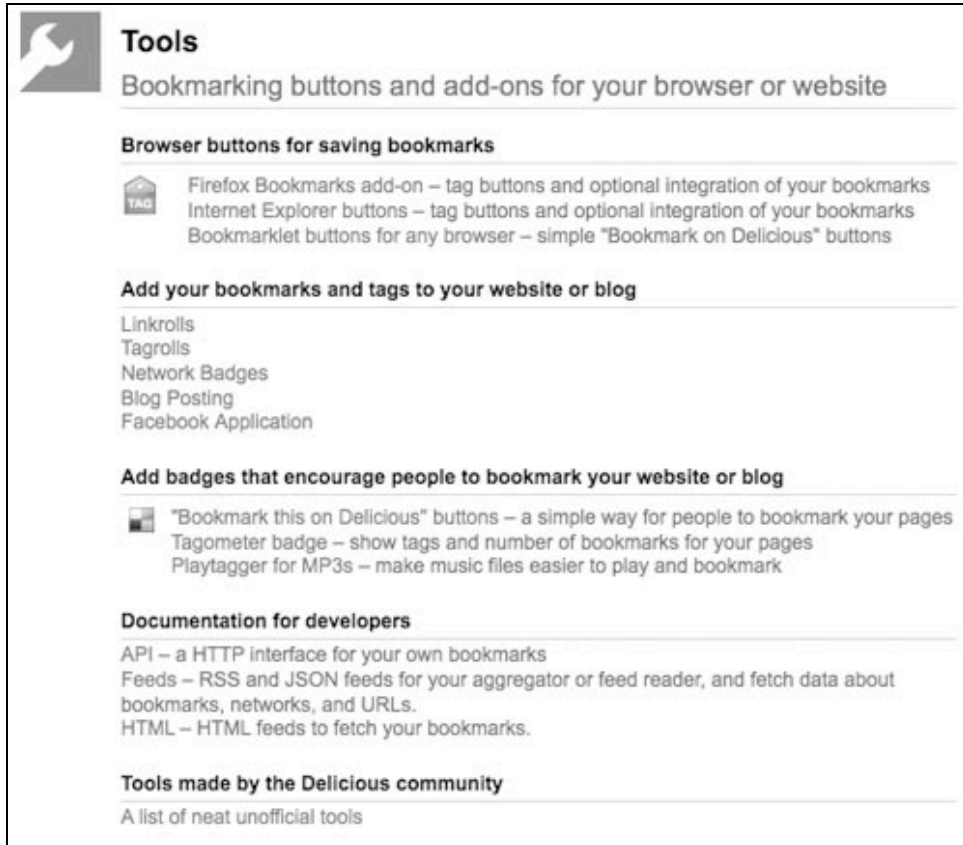 Tools
Bookmarking buttons and add-ons for your browser or website
Browser buttons for saving bookmarks
TAG
Firefox Bookmarks add-on – tag buttons and optional integration of your bookmarks
Internet Explorer buttons – tag buttons and optional integration of your bookmarks
Bookmarklet buttons for any browser – simple "Bookmark on Delicious" buttons
Add your bookmarks and tags to your website or blog
Linkrolls
Tagrolls
Network Badges
Blog Posting
Facebook Application
Add badges that encourage people to bookmark your website or blog
"Bookmark this on Delicious" buttons – a simple way for people to bookmark your pages
Tagometer badge – show tags and number of bookmarks for your pages
Playtagger for MP3s – make music files easier to play and bookmark
Documentation for developers
API – a HTTP interface for your own bookmarks
Feeds – RSS and JSON feeds for your aggregator or feed reader, and fetch data about
bookmarks, networks, and URLs.
HTML – HTML feeds to fetch your bookmarks.
Tools made by the Delicious community
A list of neat unofficial tools